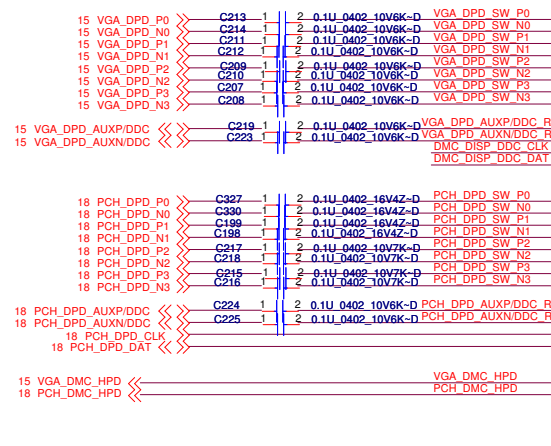 15 VGA_DPD_P0 C213 1 2 0.1U_0402_10V6K~D VGA_DPD_SW_P0
15 VGA_DPD_N0 C214 1 2 0.1U_0402_10V6K~D VGA_DPD_SW_N0
15 VGA_DPD_P1 C211 1 2 0.1U_0402_10V6K~D VGA_DPD_SW_P1
15 VGA_DPD_N1 C212 1 2 0.1U_0402_10V6K~D VGA_DPD_SW_N1
15 VGA_DPD_P2 C209 1 2 0.1U_0402_10V6K~D VGA_DPD_SW_P2
15 VGA_DPD_N2 C210 1 2 0.1U_0402_10V6K~D VGA_DPD_SW_N2
15 VGA_DPD_P3 C207 1 2 0.1U_0402_10V6K~D VGA_DPD_SW_P3
15 VGA_DPD_N3 C208 1 2 0.1U_0402_10V6K~D VGA_DPD_SW_N3
15 VGA_DPD_AUXP/DDC C219 1 2 0.1U_0402_10V6K~D VGA_DPD_AUXP/DDC_R
15 VGA_DPD_AUXN/DDC C223 1 2 0.1U_0402_10V6K~D VGA_DPD_AUXN/DDC_R
DMC_DISP_DDC_CLK
DMC_DISP_DDC_DAT
18 PCH_DPD_P0 C327 1 2 0.1U_0402_16V4Z~D PCH_DPD_SW_P0
18 PCH_DPD_N0 C330 1 2 0.1U_0402_16V4Z~D PCH_DPD_SW_N0
18 PCH_DPD_P1 C199 1 2 0.1U_0402_16V4Z~D PCH_DPD_SW_P1
18 PCH_DPD_N1 C198 1 2 0.1U_0402_16V4Z~D PCH_DPD_SW_N1
18 PCH_DPD_P2 C217 1 2 0.1U_0402_10V7K~D PCH_DPD_SW_P2
18 PCH_DPD_N2 C218 1 2 0.1U_0402_10V7K~D PCH_DPD_SW_N2
18 PCH_DPD_P3 C215 1 2 0.1U_0402_10V7K~D PCH_DPD_SW_P3
18 PCH_DPD_N3 C216 1 2 0.1U_0402_10V7K~D PCH_DPD_SW_N3
18 PCH_DPD_AUXP/DDC C224 1 2 0.1U_0402_10V6K~D PCH_DPD_AUXP/DDC_R
18 PCH_DPD_AUXN/DDC C225 1 2 0.1U_0402_10V6K~D PCH_DPD_AUXN/DDC_R
18 PCH_DPD_CLK
18 PCH_DPD_DAT
15 VGA_DMC_HPD VGA_DMC_HPD
18 PCH_DMC_HPD PCH_DMC_HPD